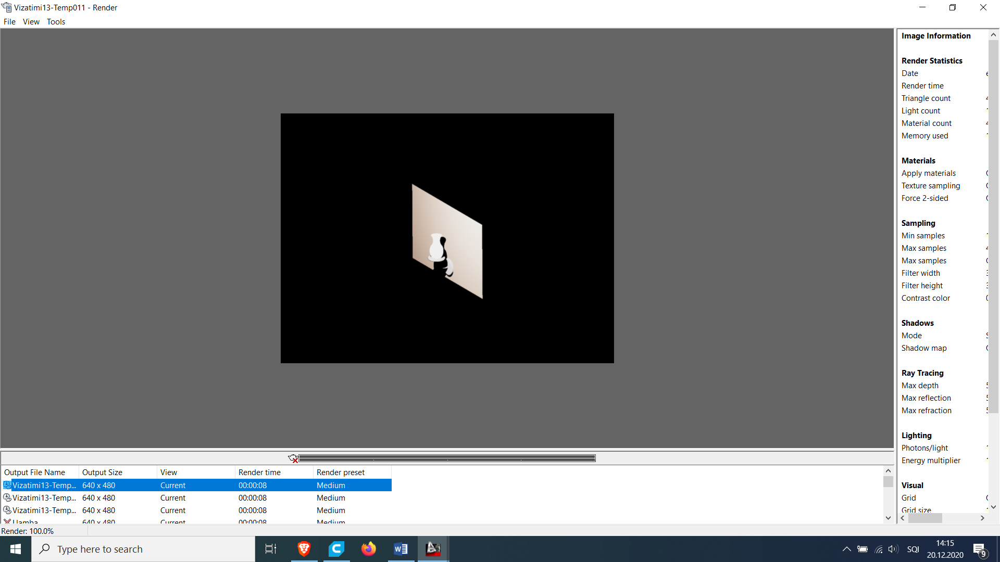 Vizatimi13-Temp011 - Render
File View Tools
Image Information
Render Statistics
Date
Render time
Triangle count
Light count
Material count
Memory used
Materials
Apply materials
Texture sampling
Force 2-sided
Sampling
Min samples
Max samples
Max samples
Filter width
Filter height
Contrast color
Shadows
Mode
Shadow map
Ray Tracing
Max depth
Max reflection
Max refraction
Lighting
Photons/light
Energy multiplier
Visual
Grid
Grid size
Output File Name Output Size View Render time Render preset
Vizatimi13-Temp... 640 x 480 Current 00:00:08 Medium
Vizatimi13-Temp... 640 x 480 Current 00:00:08 Medium
Vizatimi13-Temp... 640 x 480 Current 00:00:08 Medium
640 x 480 Current 00:00:08 Medium
Render: 100.0%
Type here to search
SQI
14:15
20.12.2020
9